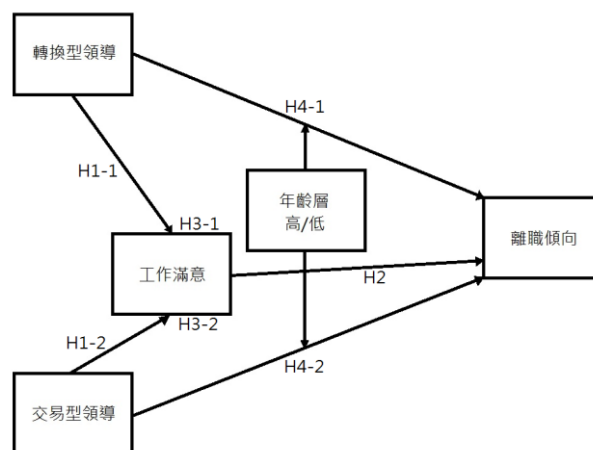 轉換型領導
H4-1
H1-1
年齡層
高/低
H3-1
離職傾向
工作滿意
H2
H3-2
H1-2
H4-2
交易型領導